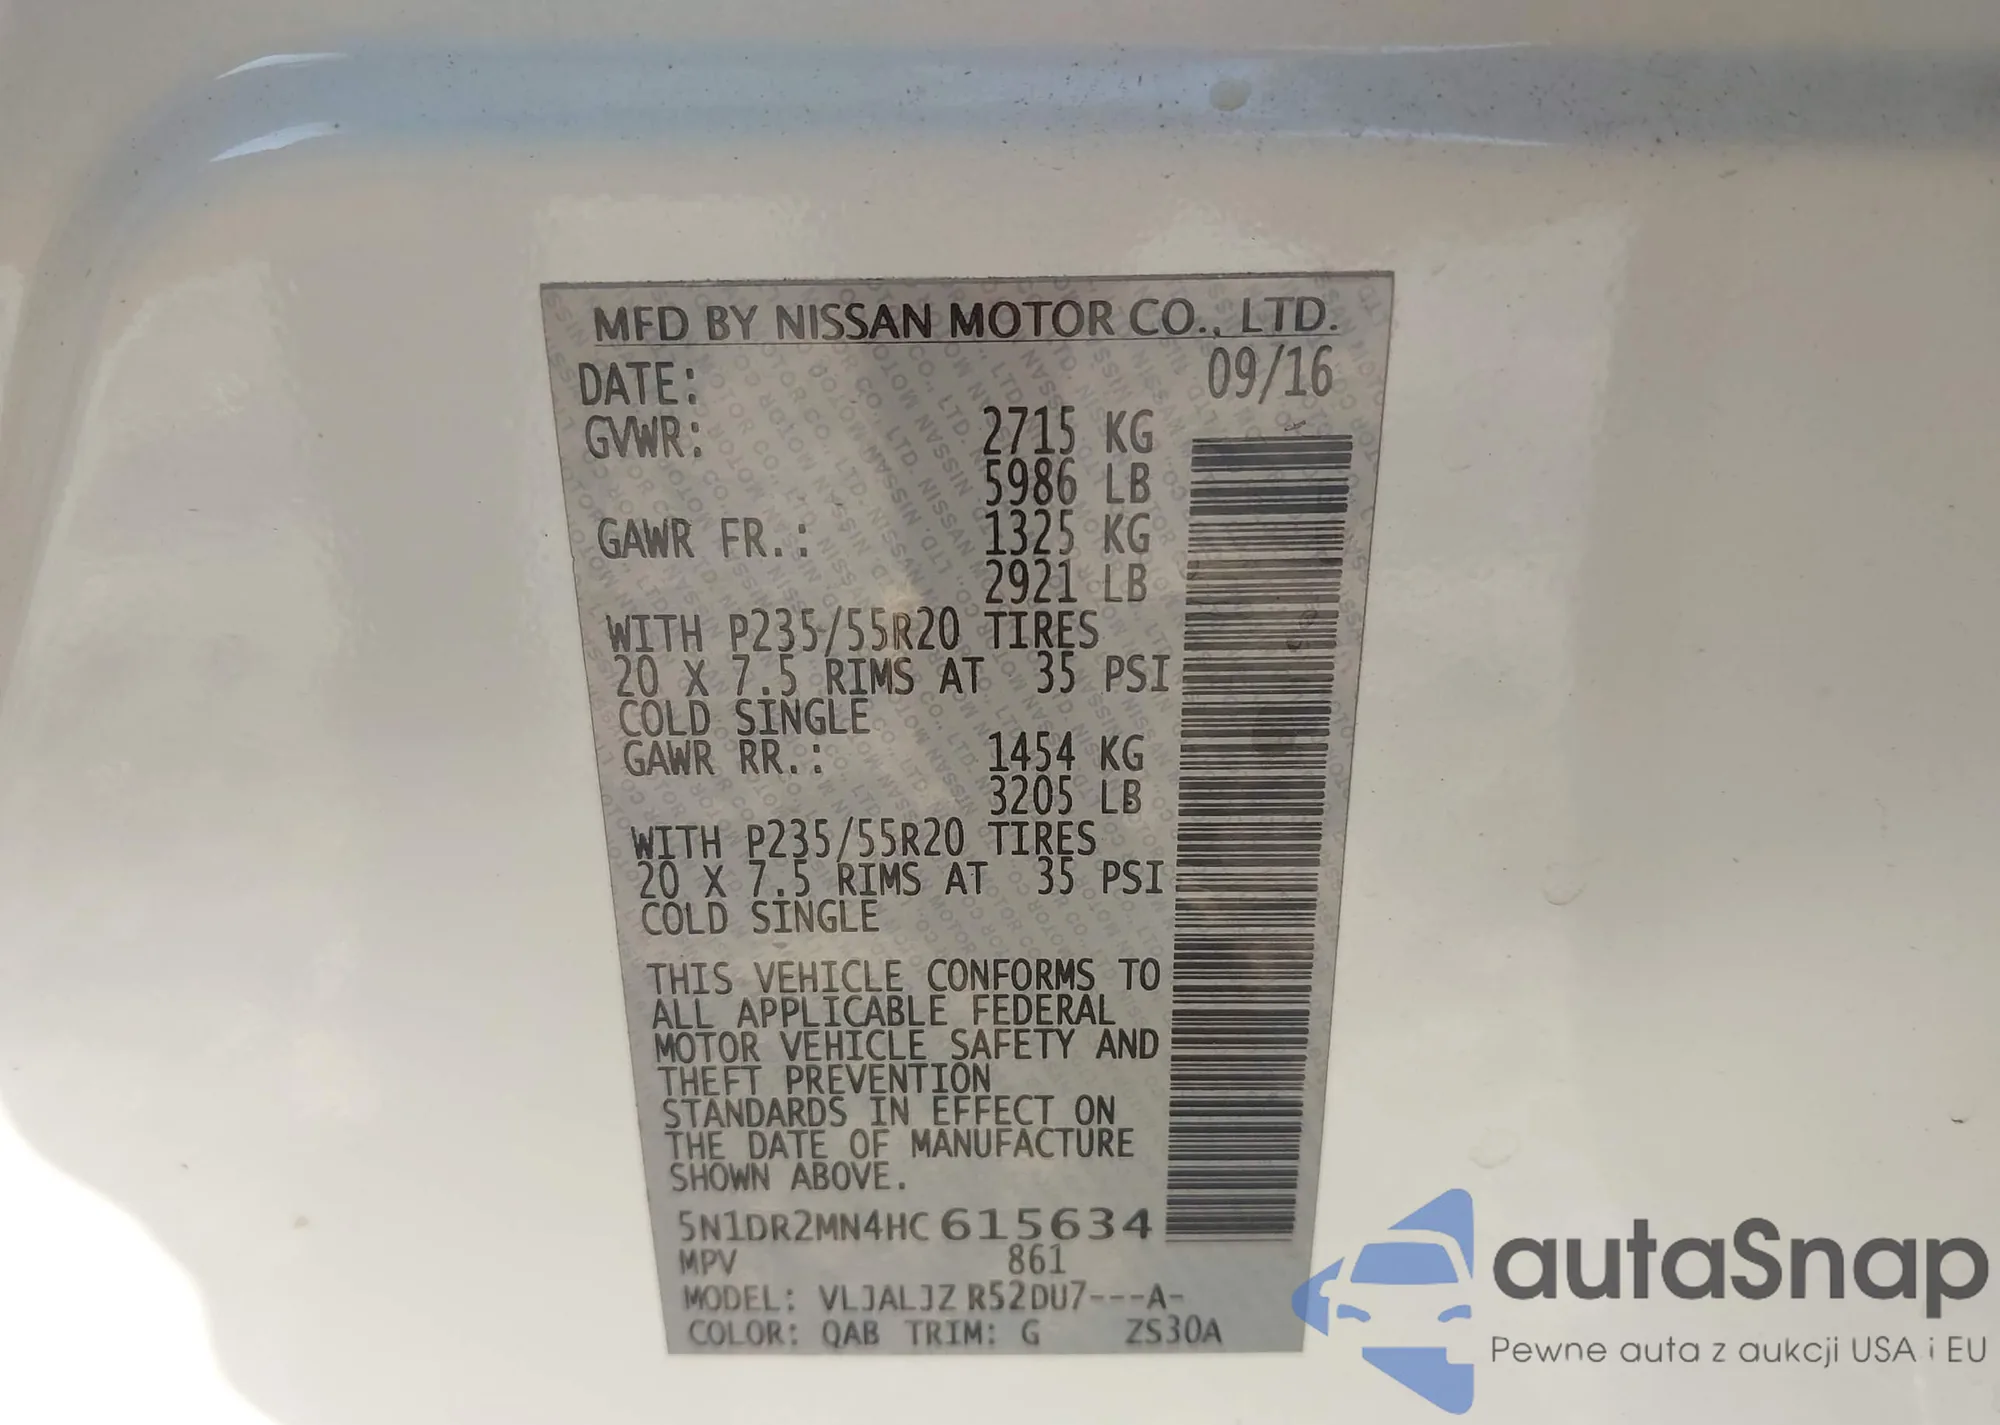 MFD BY NISSAN MOTOR CO., LTD.
DATE: 09/16
GVWR: 2715 KG
5986 LB
GAWR FR.: 1325 KG
2921 LB
WITH P235/55R20 TIRES
20 X 7.5 RIMS AT 35 PSI
COLD SINGLE
GAWR RR.: 1454 KG
3205 LB
WITH P235/55R20 TIRES
20 X 7.5 RIMS AT 35 PSI
COLD SINGLE
THIS VEHICLE CONFORMS TO
ALL APPLICABLE FEDERAL
MOTOR VEHICLE SAFETY AND
THEFT PREVENTION
STANDARDS IN EFFECT ON
THE DATE OF MANUFACTURE
SHOWN ABOVE.
5N1DR2MN4HC615634
MPV 861
MODEL: VLJALJZ R52DU7---A-
COLOR: QAB TRIM: G ZS30A
autaSnap
Pewne auta z aukcji USA i EU